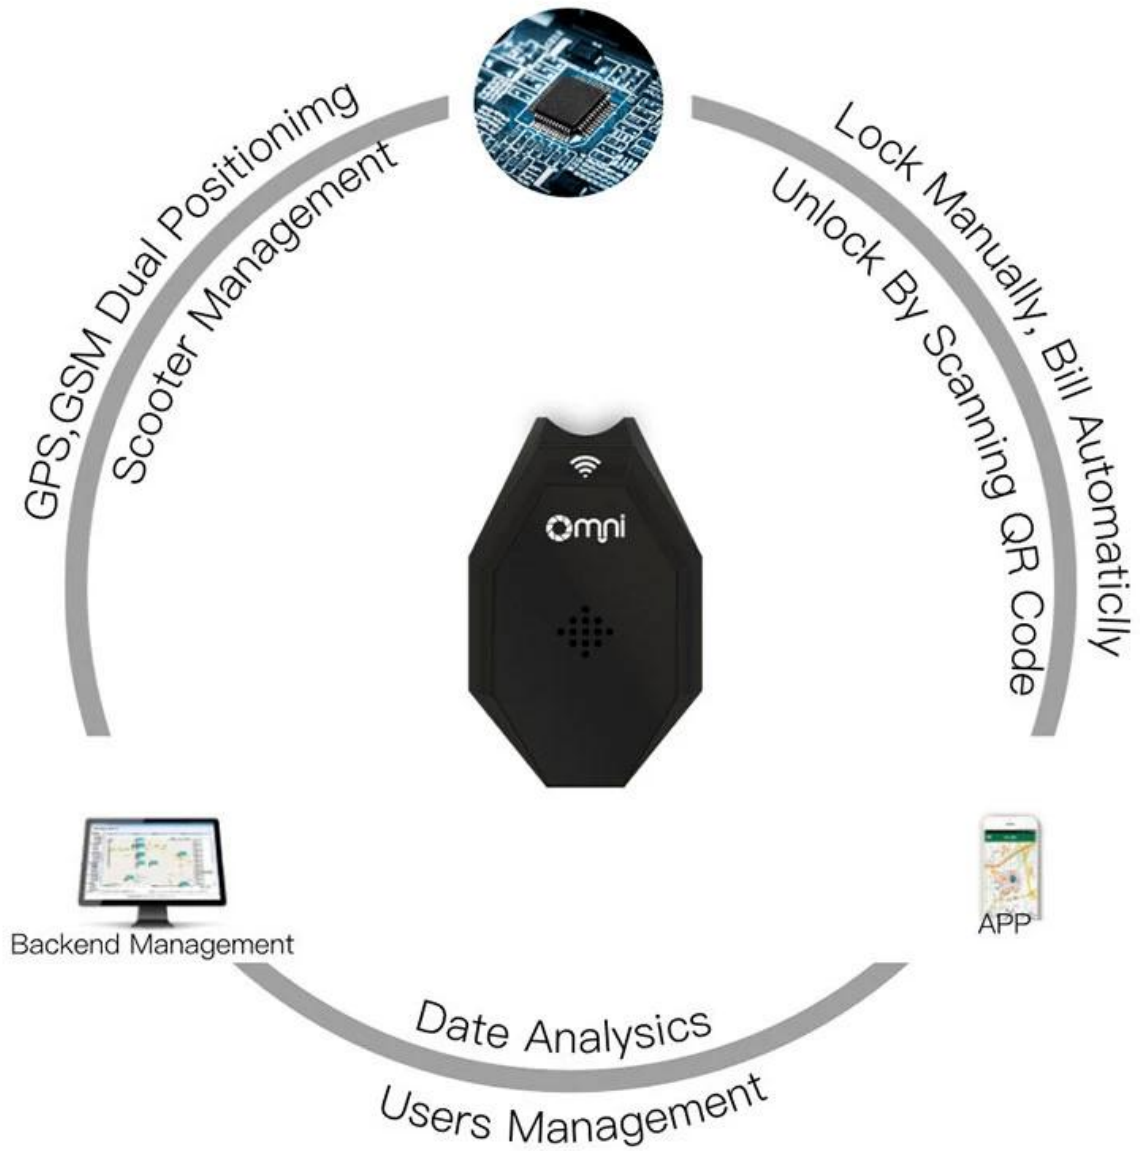 GPS,GSM Dual Positionimg
Scooter Management
Lock Manually, Bill Automaticlly
Unlock By Scanning QR Code
Omni
Backend Management
APP
Date Analysics
Users Management